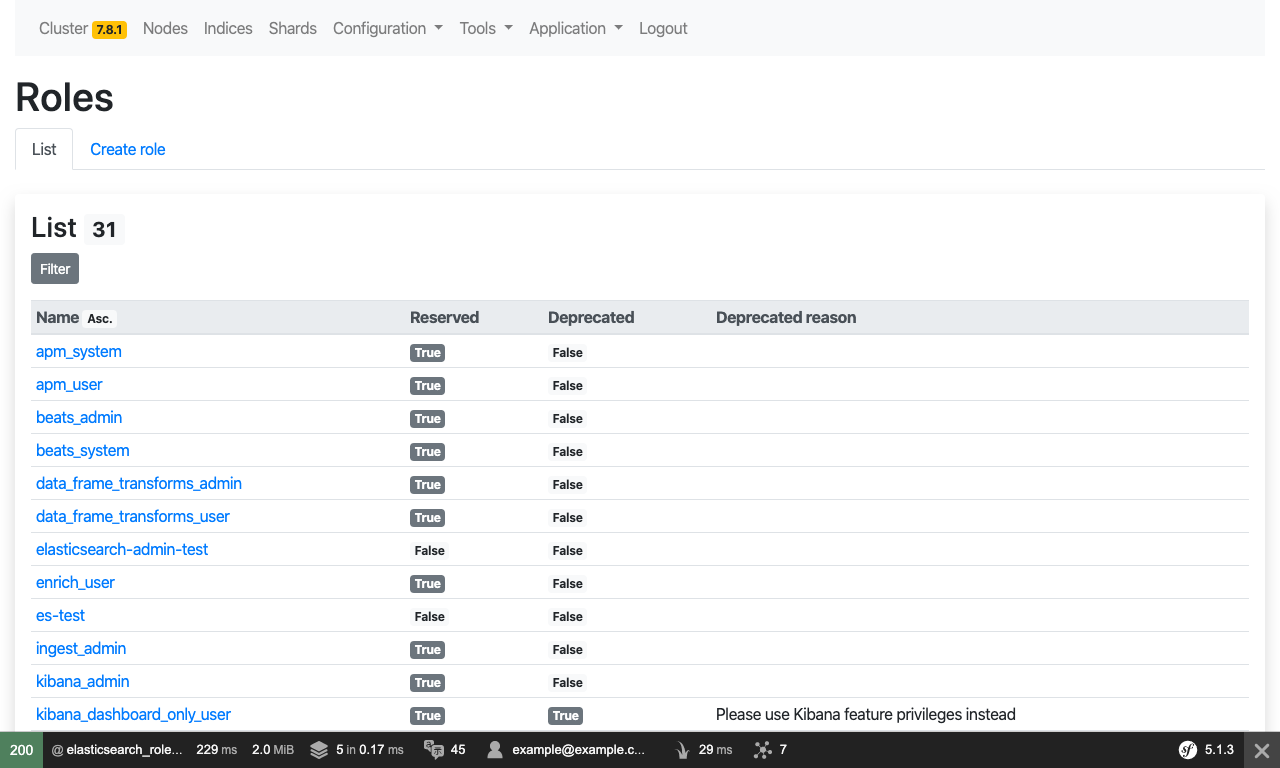 Cluster 7.8.1 Nodes Indices Shards Configuration Tools Application Logout
Roles
List Create role
List 31
Filter
Name Asc. Reserved Deprecated Deprecated reason
apm_system True False
apm_user True False
beats_admin True False
beats_system True False
data_frame_transforms_admin True False
data_frame_transforms_user True False
elasticsearch-admin-test False False
enrich_user True False
es-test False False
ingest_admin True False
kibana_admin True False
kibana_dashboard_only_user True True Please use Kibana feature privileges instead
200 @ elasticsearch_role... 229 ms 2.0 MiB 5 in 0.17 ms 45 example@example.c... 29 ms 7 sf 5.1.3